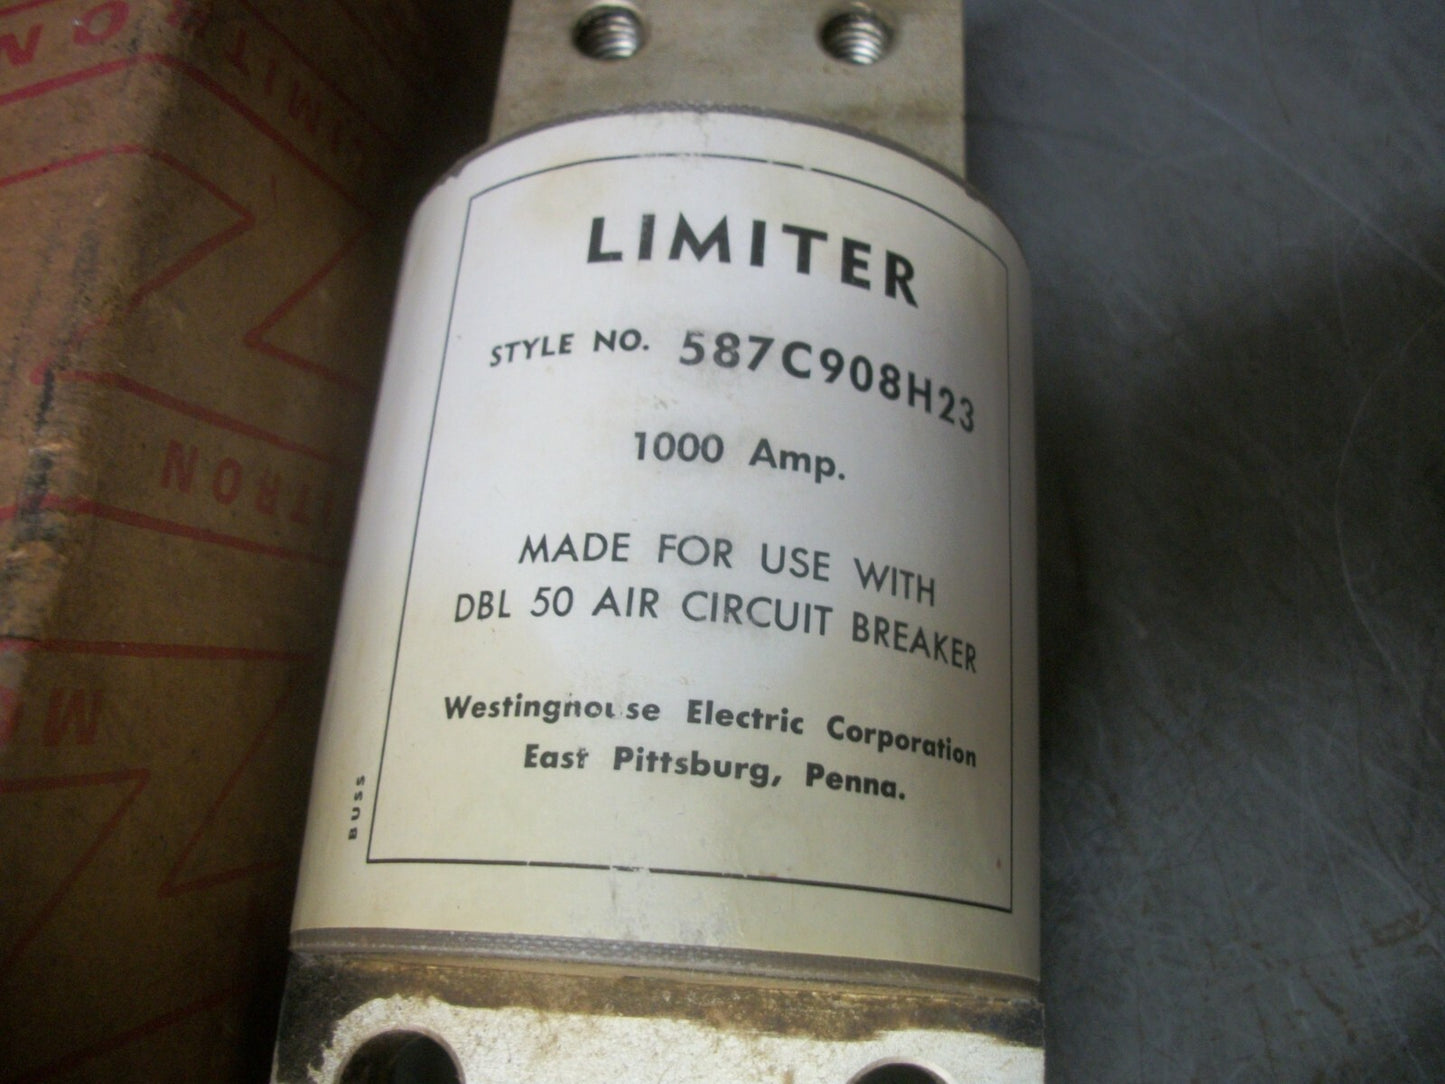 LIMITER
STYLE NO. 587C908H23
1000 Amp.
MADE FOR USE WITH
DBL 50 AIR CIRCUIT BREAKER
Westinghouse Electric Corporation
East Pittsburg, Penna.
BUSS